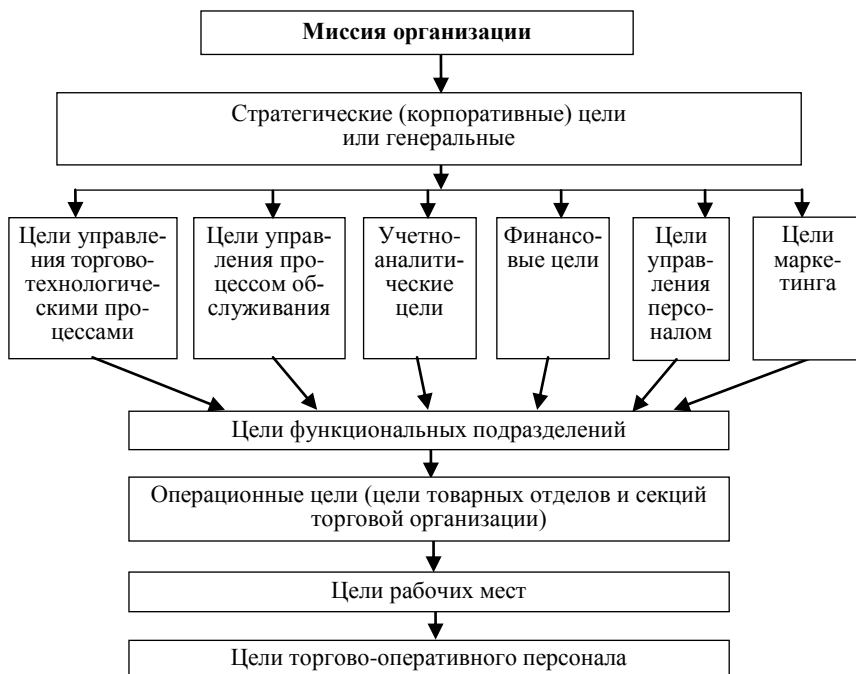 Миссия организации
Стратегические (корпоративные) цели
или генеральные
Цели управле-
ния торгово-
технологиче-
скими про-
цессами
Цели управ-
ления про-
цессом об-
служивания
Учетно-
аналити-
ческие
цели
Финансо-
вые цели
Цели
управ-
ления
персо-
налом
Цели
марке-
тинга
Цели функциональных подразделений
Операционные цели (цели товарных отделов и секций
торговой организации)
Цели рабочих мест
Цели торгово-оперативного персонала